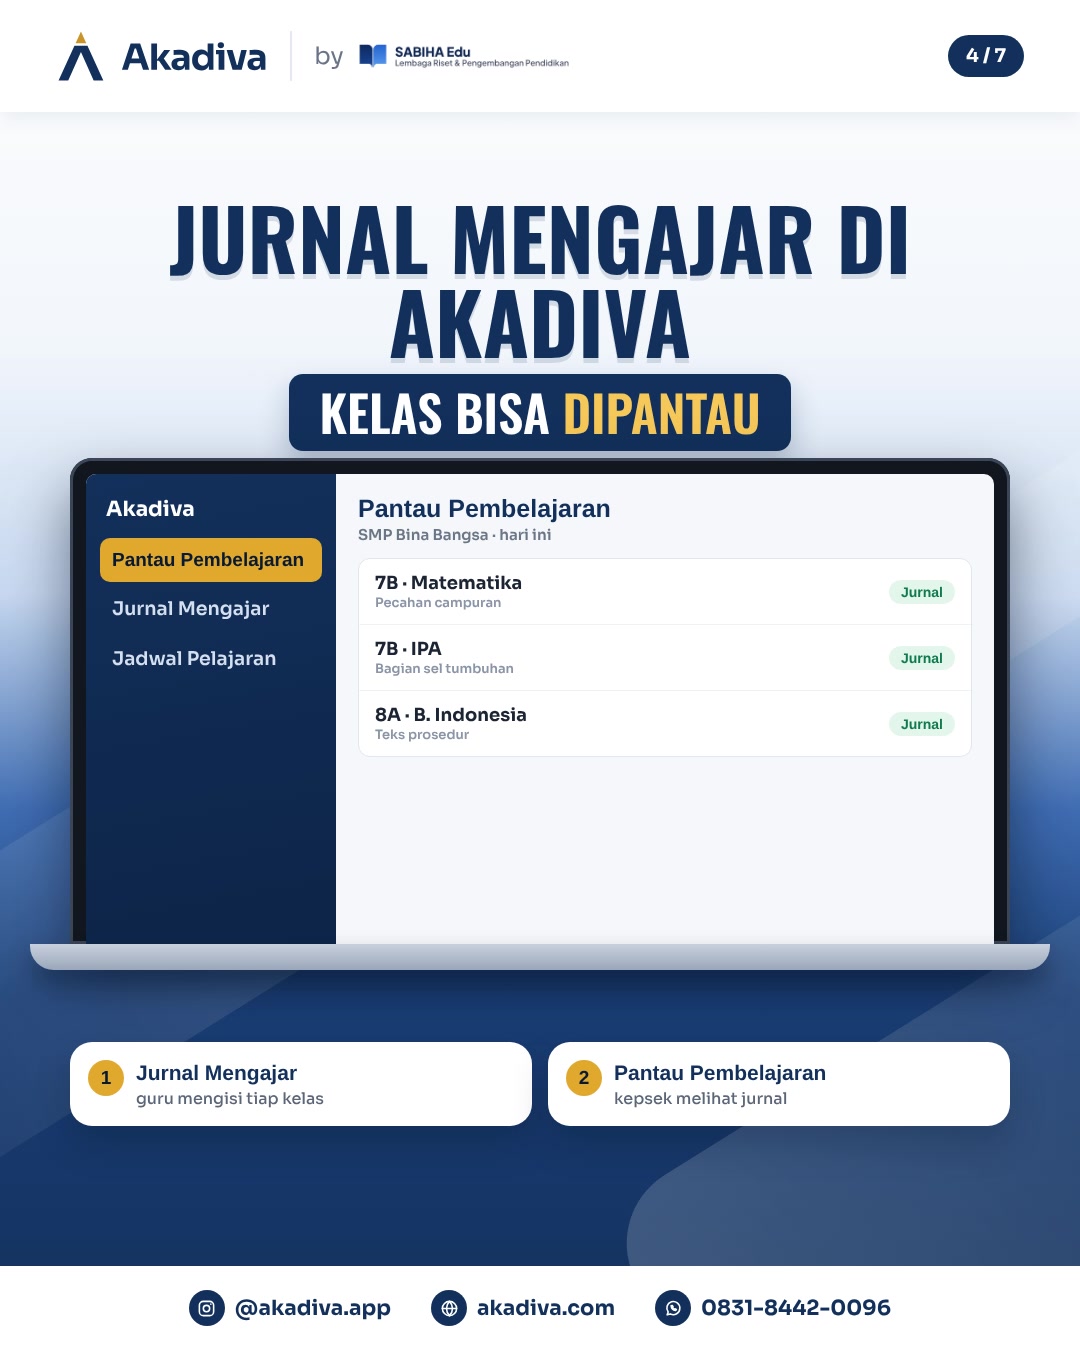 Akadiva
by
SABIHA Edu
Lembaga Riset & Pengembangan Pendidikan
4 / 7
JURNAL MENGAJAR DI
AKADIVA
KELAS BISA DIPANTAU
Akadiva
Pantau Pembelajaran
Jurnal Mengajar
Jadwal Pelajaran
Pantau Pembelajaran
SMP Bina Bangsa · hari ini
7B · Matematika
Pecahan campuran
Jurnal
7B · IPA
Bagian sel tumbuhan
Jurnal
8A · B. Indonesia
Teks prosedur
Jurnal
1
Jurnal Mengajar
guru mengisi tiap kelas
2
Pantau Pembelajaran
kepsek melihat jurnal
@akadiva.app
akadiva.com
0831-8442-0096